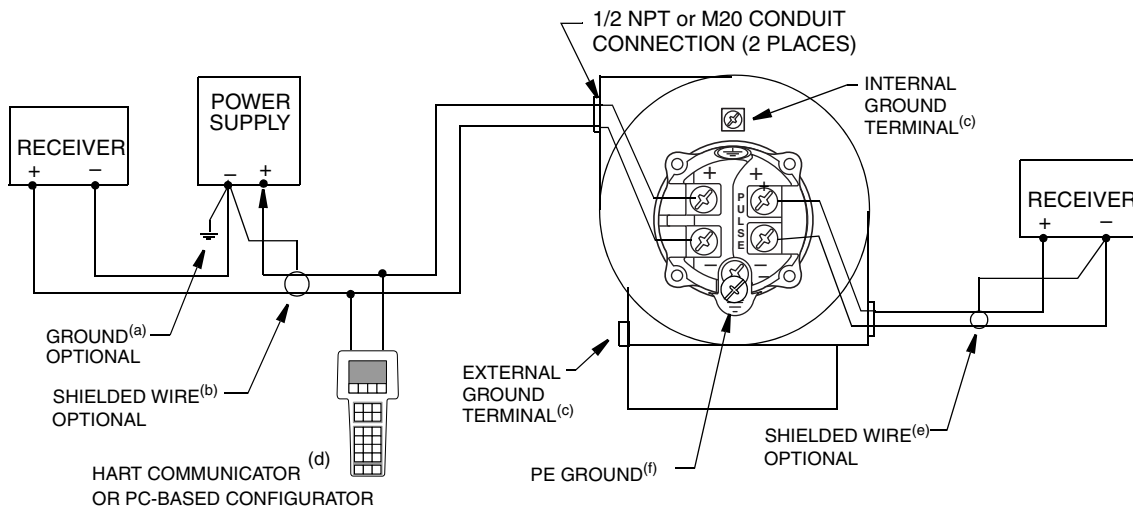 1/2 NPT or M20 CONDUIT
CONNECTION (2 PLACES)
POWER
SUPPLY
- +
RECEIVER
+ -
INTERNAL
GROUND
TERMINAL(c)
+ + +
PULSE
- -
RECEIVER
+ -
GROUND(a)
OPTIONAL
SHIELDED WIRE(b)
OPTIONAL
EXTERNAL
GROUND
TERMINAL(c)
SHIELDED WIRE(e)
OPTIONAL
PE GROUND(f)
HART COMMUNICATOR (d)
OR PC-BASED CONFIGURATOR